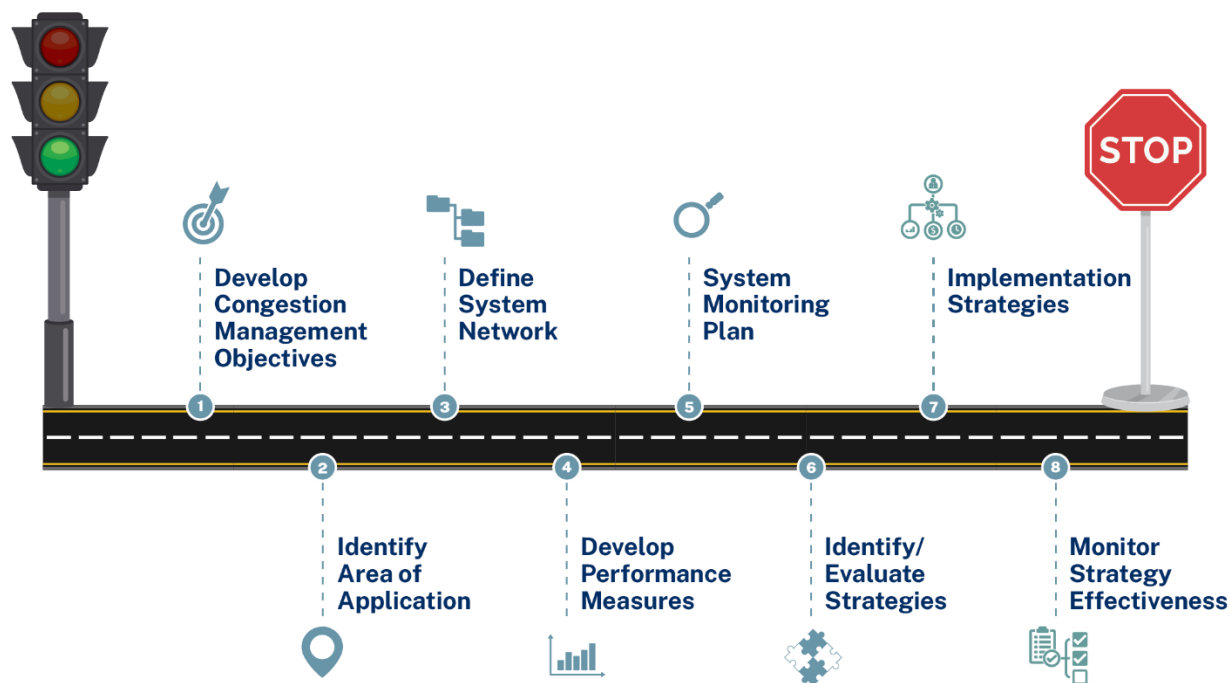 STOP
1
Develop
Congestion
Management
Objectives
2
Identify
Area of
Application
3
Define
System
Network
4
Develop
Performance
Measures
5
System
Monitoring
Plan
6
Identify/
Evaluate
Strategies
7
Implementation
Strategies
8
Monitor
Strategy
Effectiveness
$